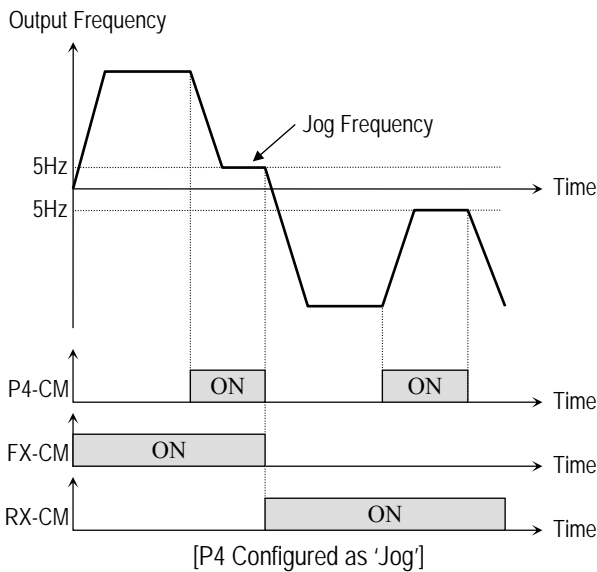 Output Frequency
Jog Frequency
5Hz
Time
5Hz
P4-CM
ON
ON
Time
FX-CM
ON
Time
RX-CM
ON
Time
[P4 Configured as 'Jog']